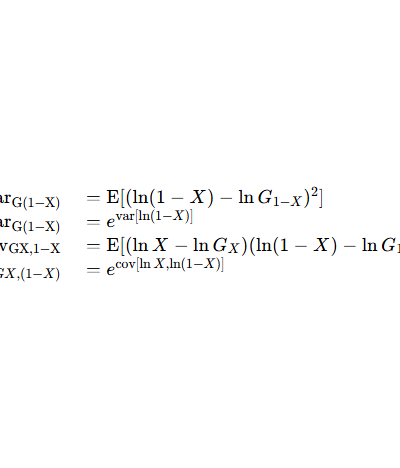 ar_{G(1−X)} = E[(ln(1 − X) − ln G_{1−X})^2]
ar_{G(1−X)} = e^{var[ln(1−X)]}
v_{GX,1−X} = E[(ln X − ln G_X)(ln(1 − X) − ln G_1
GX,(1−X) = e^{cov[ln X,ln(1−X)]}